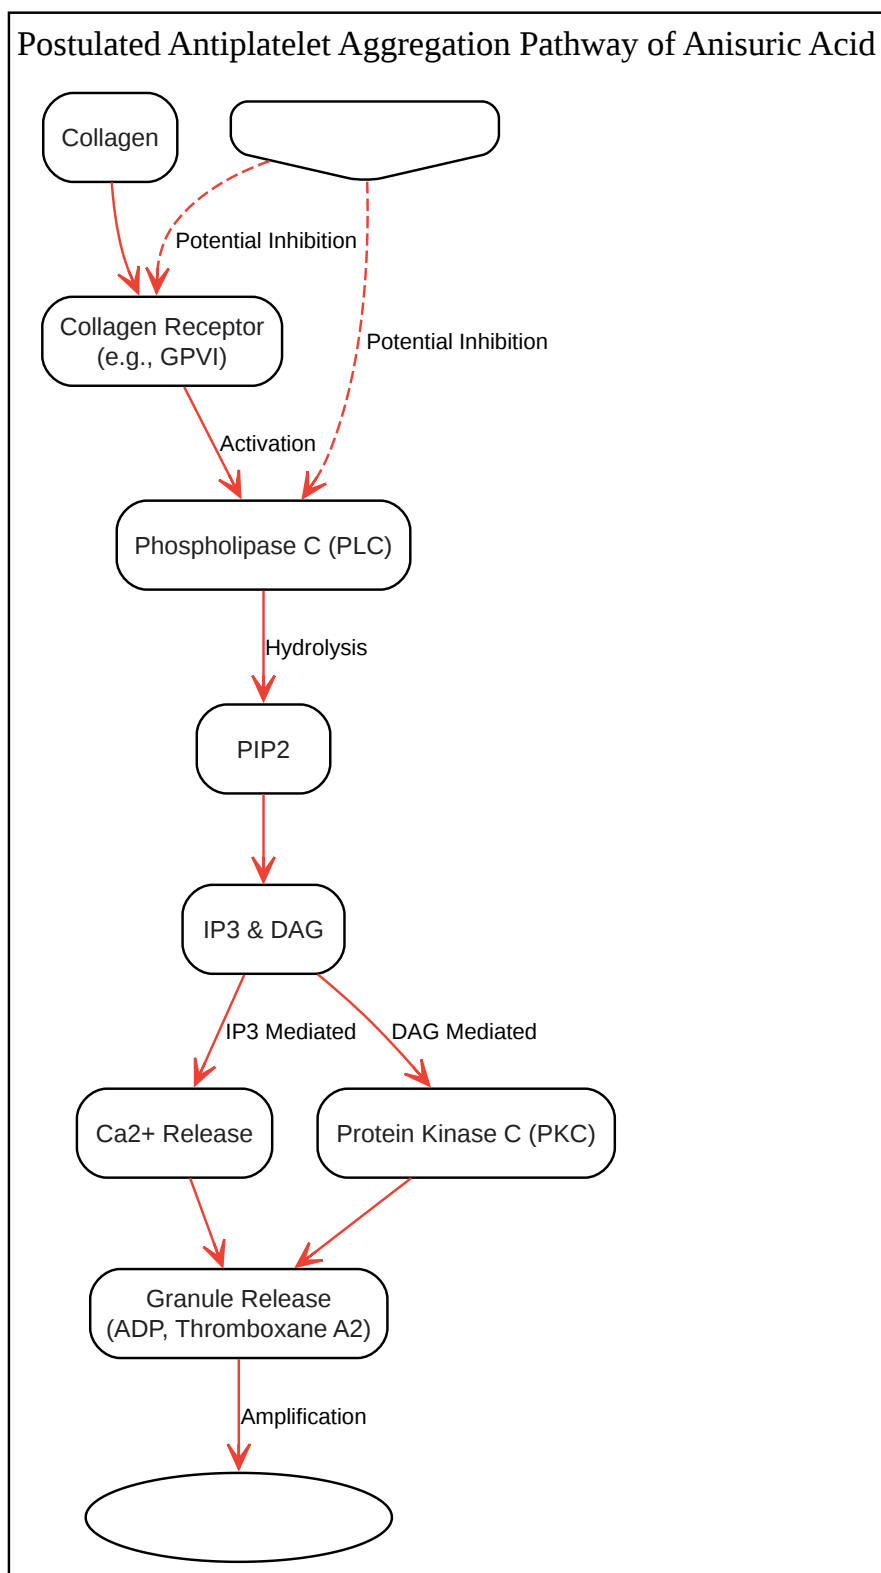 Postulated Antiplatelet Aggregation Pathway of Anisuric Acid
Collagen
Potential Inhibition
Collagen Receptor
(e.g., GPVI)
Potential Inhibition
Activation
Phospholipase C (PLC)
Hydrolysis
PIP2
IP3 & DAG
IP3 Mediated
DAG Mediated
Ca2+ Release
Protein Kinase C (PKC)
Granule Release
(ADP, Thromboxane A2)
Amplification